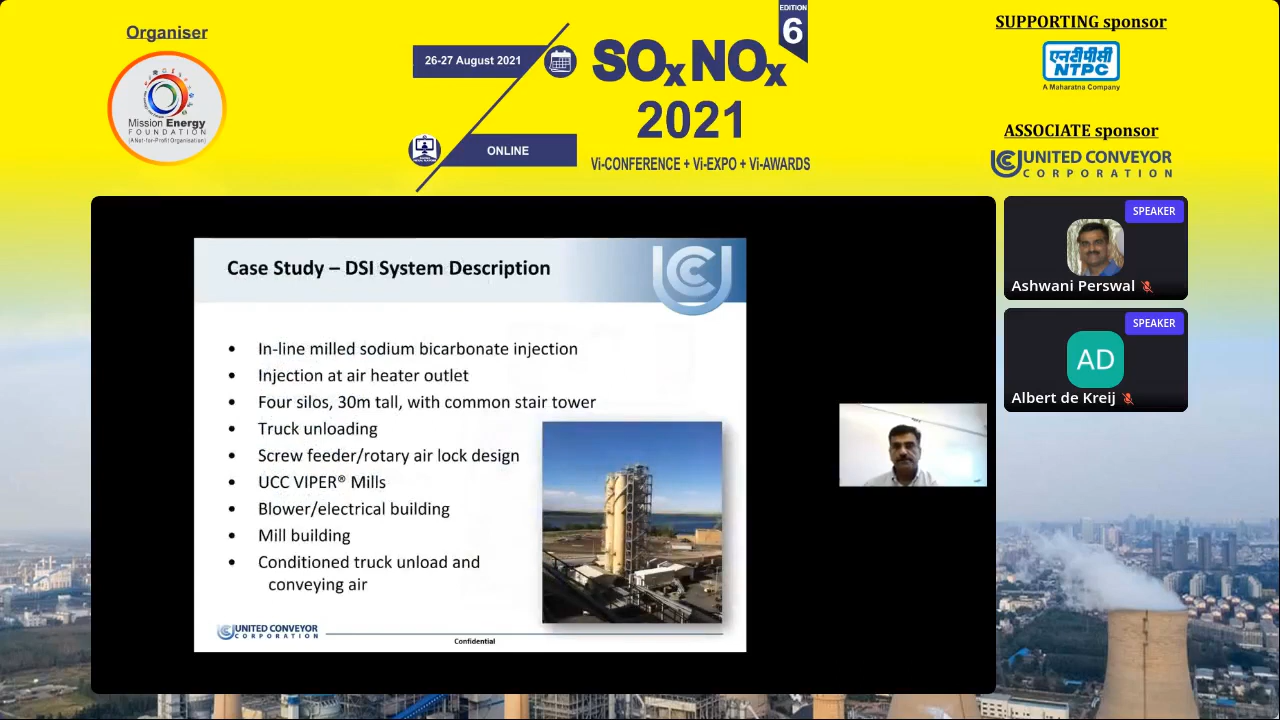 Organiser
Mission Energy
FOUNDATION
(A Not-for-Profit Organisation)
26-27 August 2021
ONLINE
EDITION
6
SOxNOx
2021
Vi-CONFERENCE + Vi-EXPO + Vi-AWARDS
SUPPORTING sponsor
एनटीपीसी
NTPC
A Maharatna Company
ASSOCIATE sponsor
UNITED CONVEYOR
CORPORATION
Case Study – DSI System Description
• In-line milled sodium bicarbonate injection
• Injection at air heater outlet
• Four silos, 30m tall, with common stair tower
• Truck unloading
• Screw feeder/rotary air lock design
• UCC VIPER® Mills
• Blower/electrical building
• Mill building
• Conditioned truck unload and
conveying air
UNITED CONVEYOR
CORPORATION
Confidential
SPEAKER
Ashwani Perswal
SPEAKER
AD
Albert de Kreij